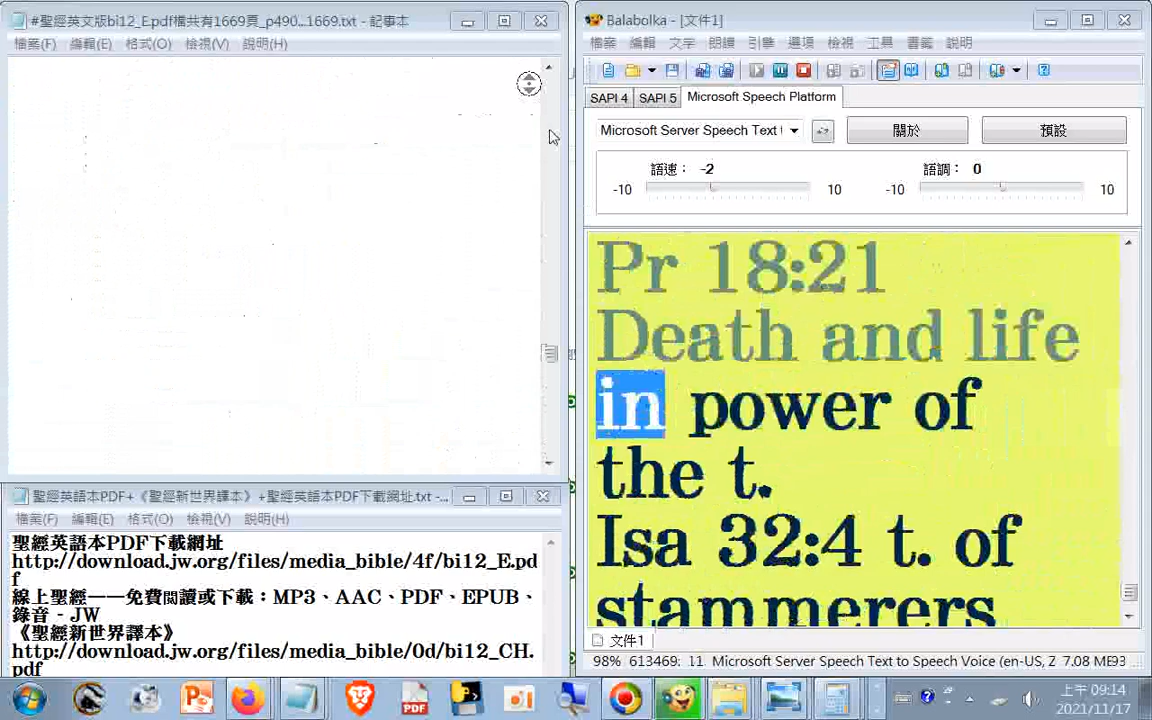 #聖經英文版bi12_E.pdf檔共有1669頁_p490...1669.txt - 記事本
檔案(F) 編輯(E) 格式(O) 檢視(V) 說明(H)
聖經英語本PDF+《聖經新世界譯本》+聖經英語本PDF下載網址.txt -...
檔案(F) 編輯(E) 格式(O) 檢視(V) 說明(H)
聖經英語本PDF下載網址
http://download.jw.org/files/media_bible/4f/bi12_E.pd
f
線上聖經——免費閱讀或下載：MP3、AAC、PDF、EPUB、
錄音 - JW
《聖經新世界譯本》
http://download.jw.org/files/media_bible/0d/bi12_CH.
pdf
Balabolka - [文件1]
檔案 編輯 文字 朗讀 引擎 選項 檢視 工具 書籤 說明
SAPI 4 SAPI 5 Microsoft Speech Platform
Microsoft Server Speech Text 關於 預設
語速： -2 語調： 0
-10 10 -10 10
Pr 18:21
Death and life
in power of
the t.
Isa 32:4 t. of
stammerers
文件1
98% 613469: 11 Microsoft Server Speech Text to Speech Voice (en-US, Z 7.08 ME93
PDF
上午 09:14
2021/11/17